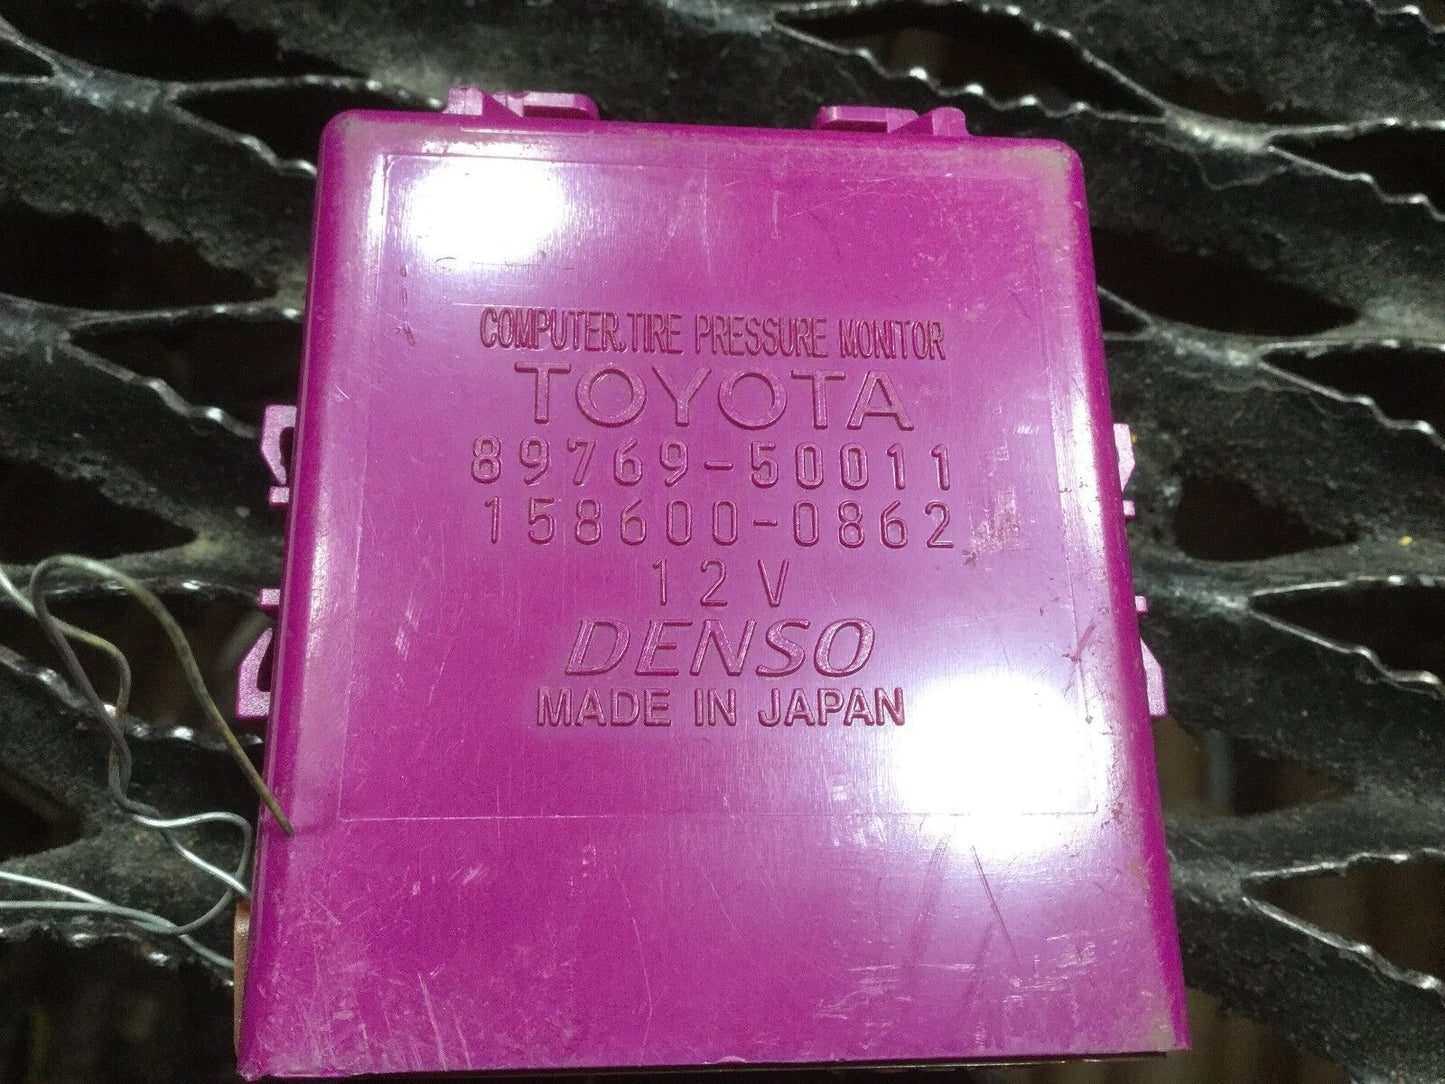 COMPUTER.TIRE PRESSURE MONITOR
TOYOTA
89769-50011
158600-0862
12V
DENSO
MADE IN JAPAN